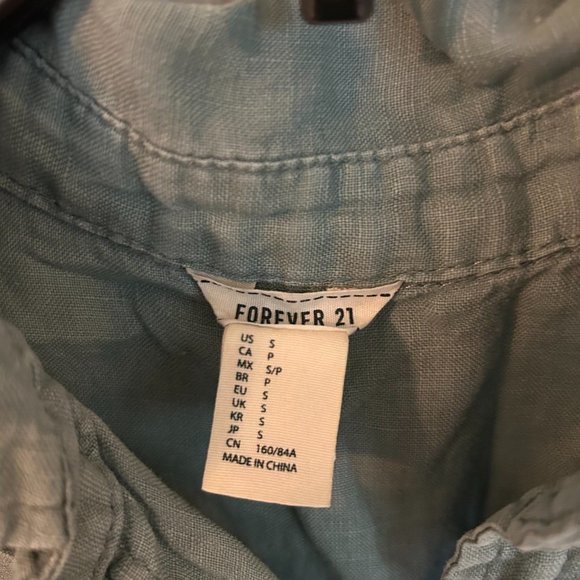 FOREVER 21
US S
CA P
MX S/P
BR P
EU S
UK S
KR S
JP S
CN 160/84A
MADE IN CHINA